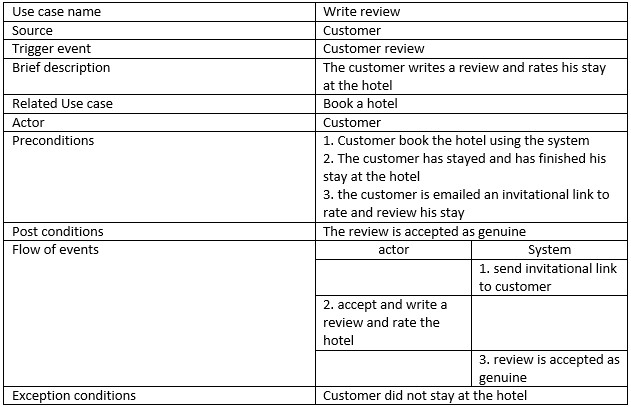 Use case name Write review
Source Customer
Trigger event Customer review
Brief description The customer writes a review and rates his stay
at the hotel
Related Use case Book a hotel
Actor Customer
Preconditions 1. Customer book the hotel using the system
2. The customer has stayed and has finished his
stay at the hotel
3. the customer is emailed an invitational link to
rate and review his stay
Post conditions The review is accepted as genuine
Flow of events actor System
1. send invitational link
to customer
2. accept and write a
review and rate the
hotel
3. review is accepted as
genuine
Exception conditions Customer did not stay at the hotel